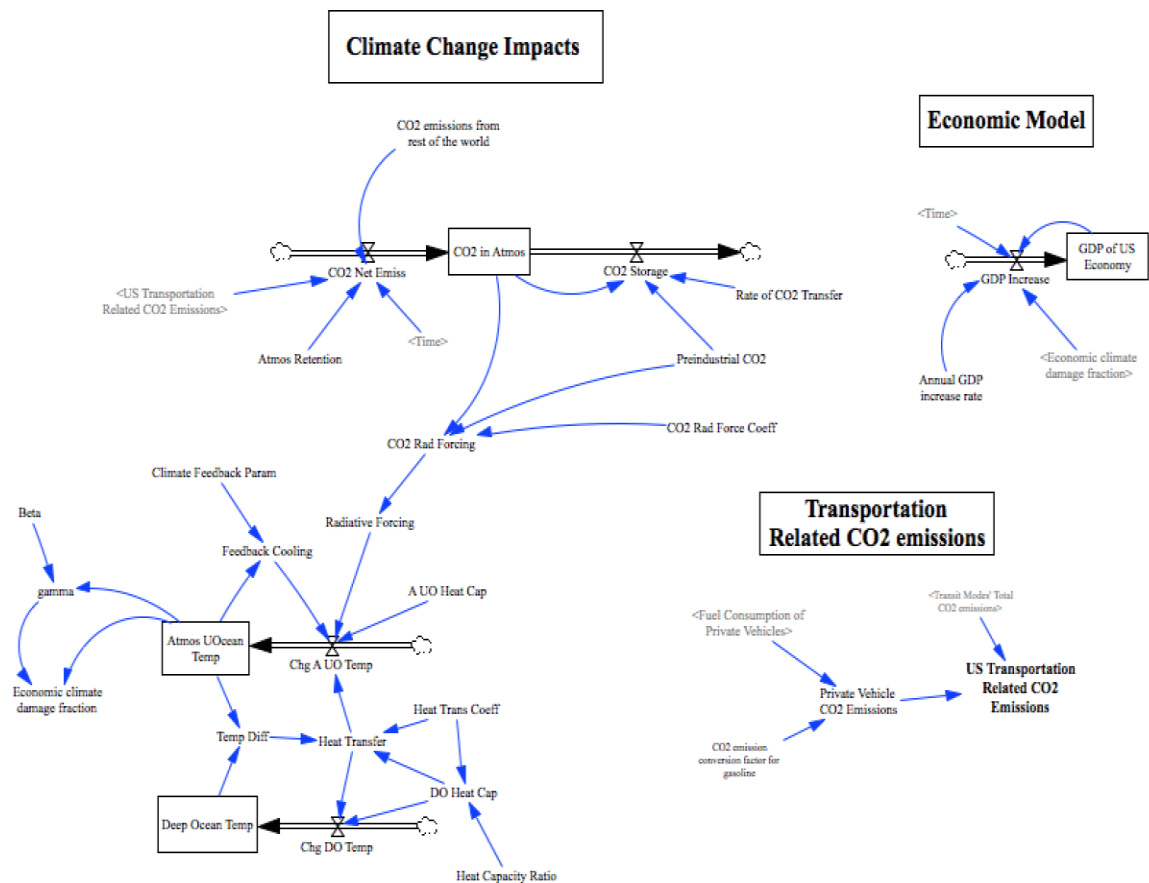 Climate Change Impacts
CO2 emissions from
rest of the world
CO2 in Atmos
CO2 Net Emiss
CO2 Storage
<US Transportation
Related CO2 Emissions>
Rate of CO2 Transfer
<Time>
Atmos Retention
Preindustrial CO2
CO2 Rad Forcing
CO2 Rad Force Coeff
Climate Feedback Param
Beta
Radiative Forcing
Feedback Cooling
gamma
A UO Heat Cap
Atmos UOcean
Temp
Chg A UO Temp
Economic climate
damage fraction
Heat Trans Coeff
Temp Diff
Heat Transfer
DO Heat Cap
Deep Ocean Temp
Chg DO Temp
Heat Capacity Ratio
Economic Model
<Time>
GDP of US
Economy
GDP Increase
<Economic climate
damage fraction>
Annual GDP
increase rate
Transportation
Related CO2 emissions
<Transit Modes' Total
CO2 emissions>
<Fuel Consumption of
Private Vehicles>
US Transportation
Related CO2
Emissions
Private Vehicle
CO2 Emissions
CO2 emission
conversion factor for
gasoline